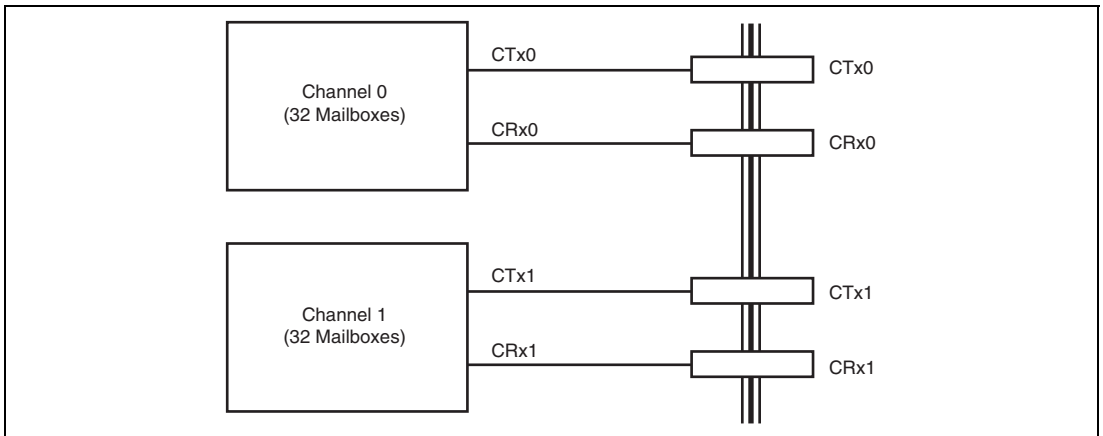 CTx0
CTx0
Channel 0
(32 Mailboxes)
CRx0
CRx0
CTx1
CTx1
Channel 1
(32 Mailboxes)
CRx1
CRx1